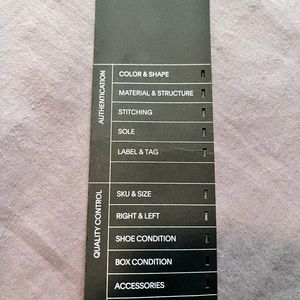 AUTHENTICATION
COLOR & SHAPE
MATERIAL & STRUCTURE
STITCHING
SOLE
LABEL & TAG
QUALITY CONTROL
SKU & SIZE
RIGHT & LEFT
SHOE CONDITION
BOX CONDITION
ACCESSORIES